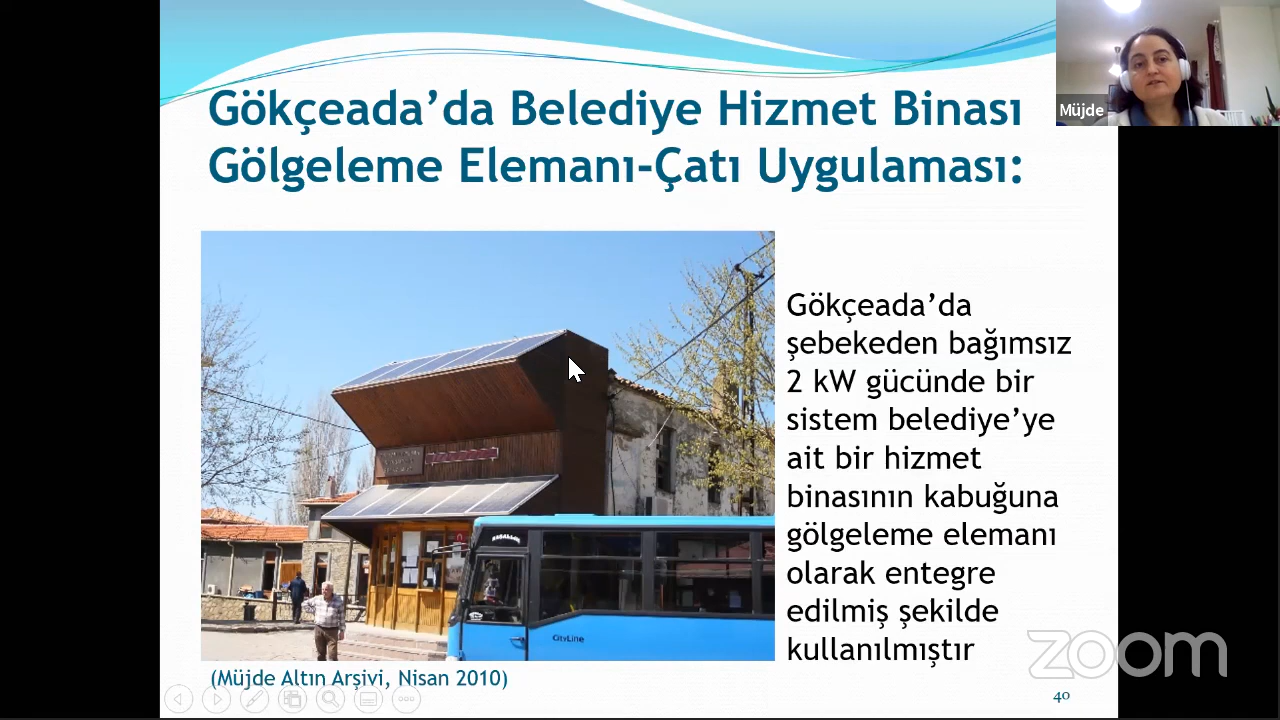 Gökçeada’da Belediye Hizmet Binası
Gölgeleme Elemanı-Çatı Uygulaması:
Müjde
Gökçeada’da
şebekeden bağımsız
2 kW gücünde bir
sistem belediye’ye
ait bir hizmet
binasının kabuğuna
gölgeleme elemanı
olarak entegre
edilmiş şekilde
kullanılmıştır
CityLine
(Müjde Altın Arşivi, Nisan 2010)
zoom
40